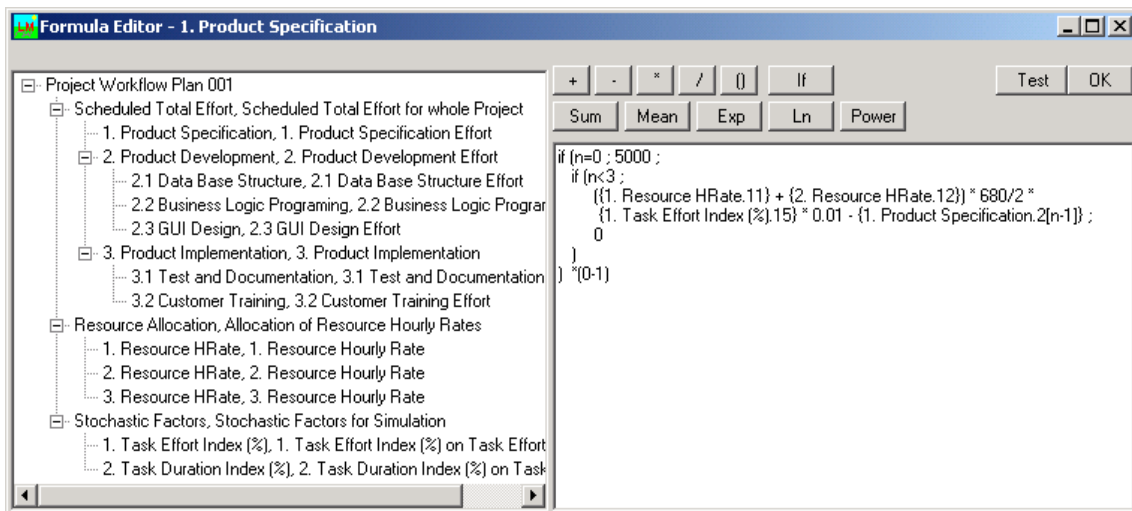 LM Formula Editor - 1. Product Specification
Project Workflow Plan 001
Scheduled Total Effort, Scheduled Total Effort for whole Project
1. Product Specification, 1. Product Specification Effort
2. Product Development, 2. Product Development Effort
2.1 Data Base Structure, 2.1 Data Base Structure Effort
2.2 Business Logic Programing, 2.2 Business Logic Prograr
2.3 GUI Design, 2.3 GUI Design Effort
3. Product Implementation, 3. Product Implementation
3.1 Test and Documentation, 3.1 Test and Documentation
3.2 Customer Training, 3.2 Customer Training Effort
Resource Allocation, Allocation of Resource Hourly Rates
1. Resource HRate, 1. Resource Hourly Rate
2. Resource HRate, 2. Resource Hourly Rate
3. Resource HRate, 3. Resource Hourly Rate
Stochastic Factors, Stochastic Factors for Simulation
1. Task Effort Index (%), 1. Task Effort Index (%) on Task Effort
2. Task Duration Index (%), 2. Task Duration Index (%) on Task
+ - * / () If Test OK
Sum Mean Exp Ln Power
if (n=0 ; 5000 ;
if (n<3 ;
({1. Resource HRate.11} + {2. Resource HRate.12}) * 680/2 *
{1. Task Effort Index (%).15} * 0.01 - {1. Product Specification.2[n-1]} ;
0
)
) *(0-1)